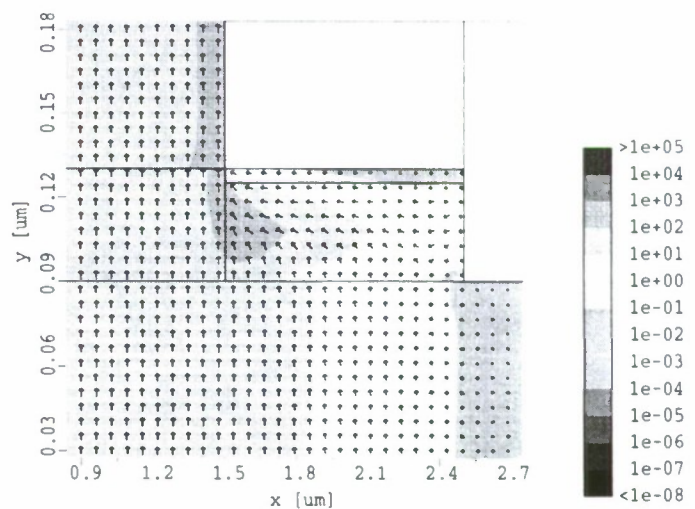 0.18
0.15
0.12
0.09
0.06
0.03
y [um]
0.9 1.2 1.5 1.8 2.1 2.4 2.7
x [um]
>1e+05
1e+04
1e+03
1e+02
1e+01
1e+00
1e-01
1e-02
1e-03
1e-04
1e-05
1e-06
1e-07
<1e-08